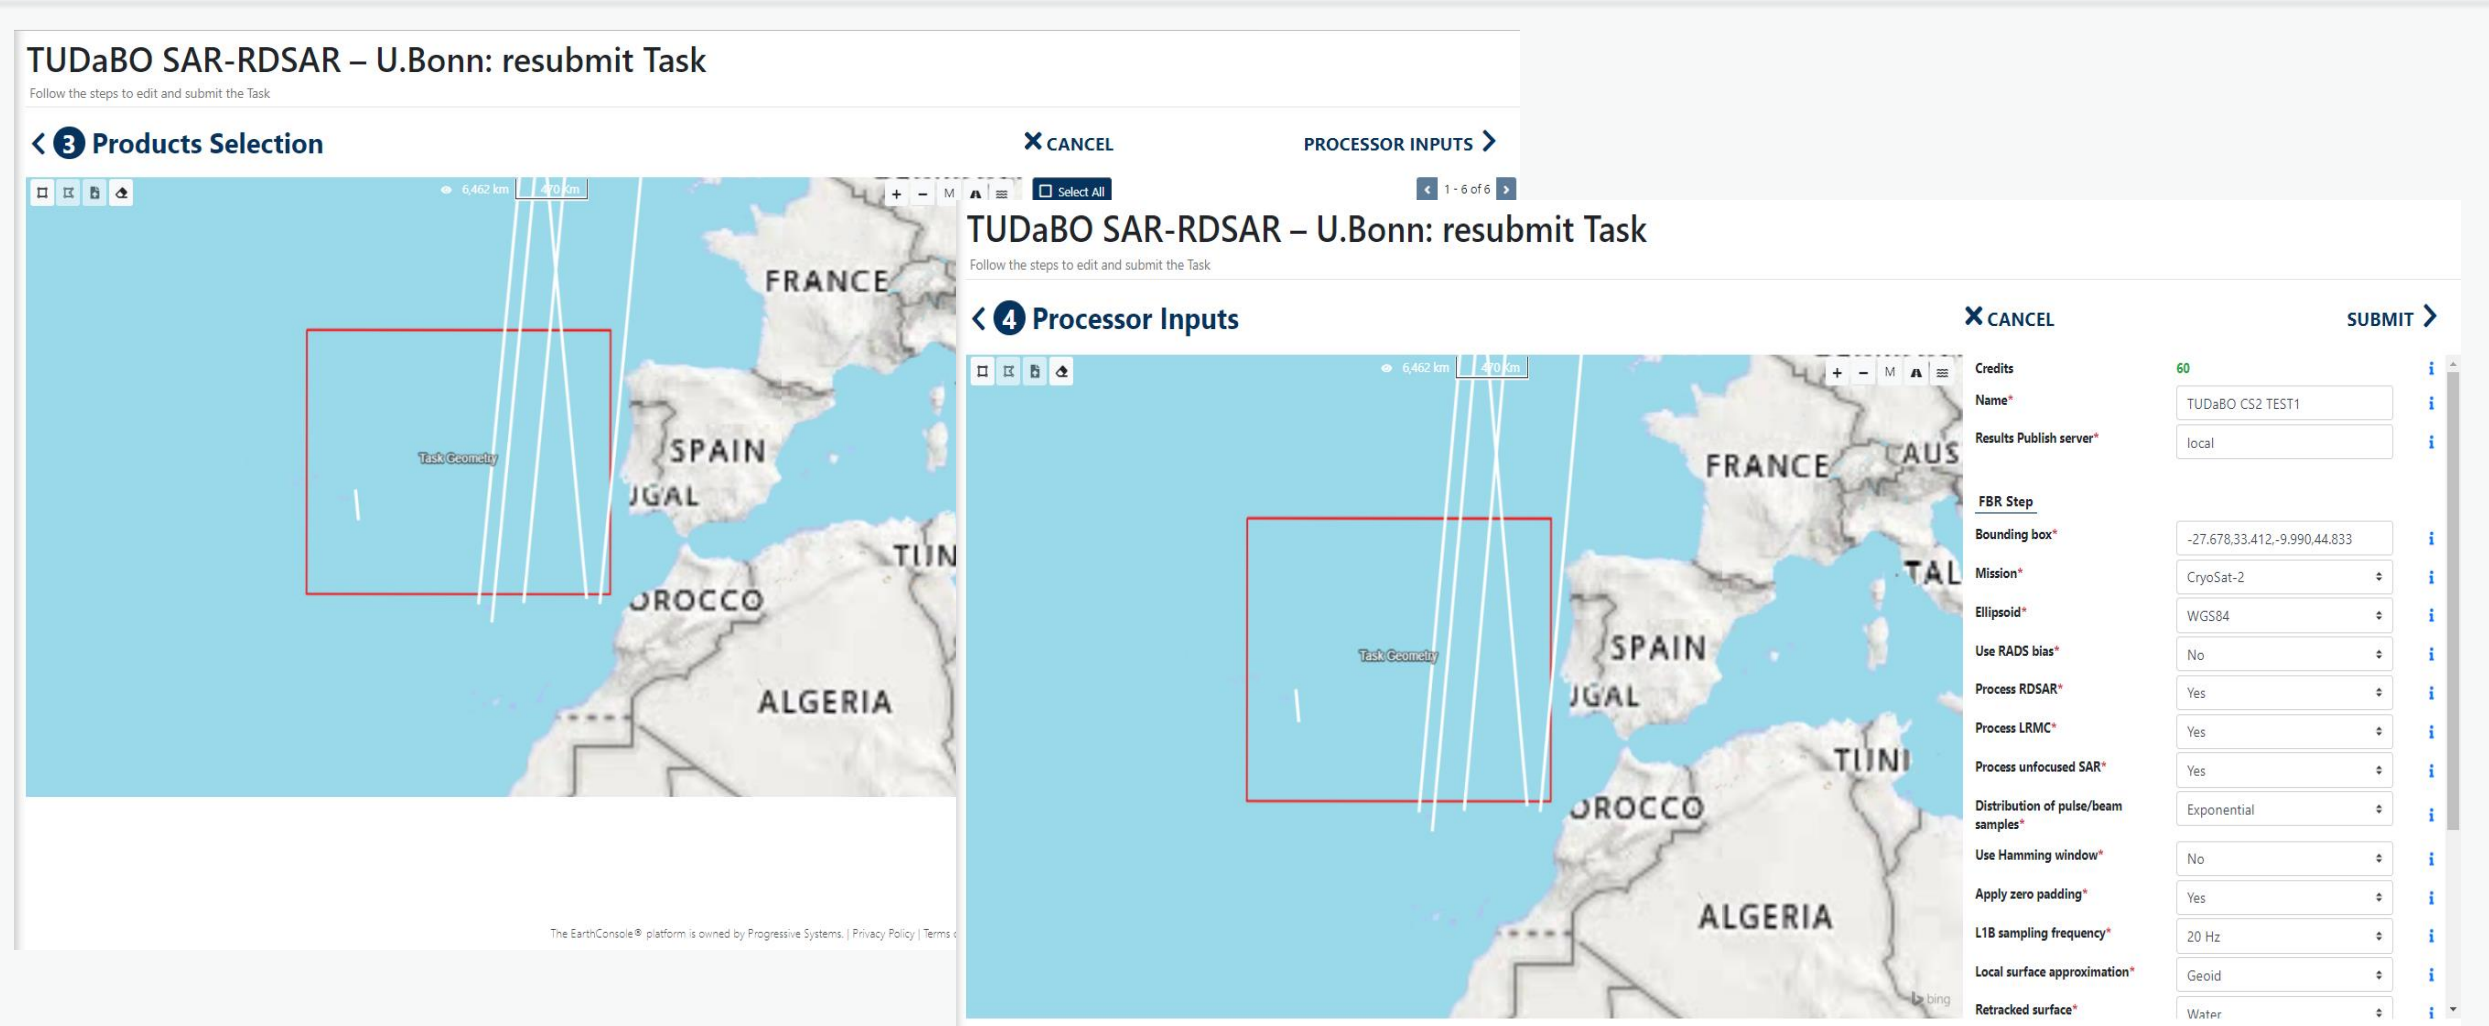 TUDaBO SAR-RDSAR – U.Bonn: resubmit Task
Follow the steps to edit and submit the Task
3 Products Selection
CANCEL
PROCESSOR INPUTS
6,462 km
470 Km
M
Select All
1 - 6 of 6
FRANCE
SPAIN
Task Geometry
UGAL
TUN
OROCCO
ALGERIA
The EarthConsole® platform is owned by Progressive Systems. | Privacy Policy | Terms
TUDaBO SAR-RDSAR – U.Bonn: resubmit Task
Follow the steps to edit and submit the Task
4 Processor Inputs
CANCEL
SUBMIT
6,462 km
470 Km
M
FRANCE
AUS
TAL
SPAIN
Task Geometry
UGAL
TUNI
OROCCO
ALGERIA
bing
Credits 60
Name* TUDaBO CS2 TEST1
Results Publish server* local
FBR Step
Bounding box* -27.678,33.412,-9.990,44.833
Mission* CryoSat-2
Ellipsoid* WGS84
Use RADS bias* No
Process RDSAR* Yes
Process LRMC* Yes
Process unfocused SAR* Yes
Distribution of pulse/beam
samples* Exponential
Use Hamming window* No
Apply zero padding* Yes
L1B sampling frequency* 20 Hz
Local surface approximation* Geoid
Retracked surface* Water